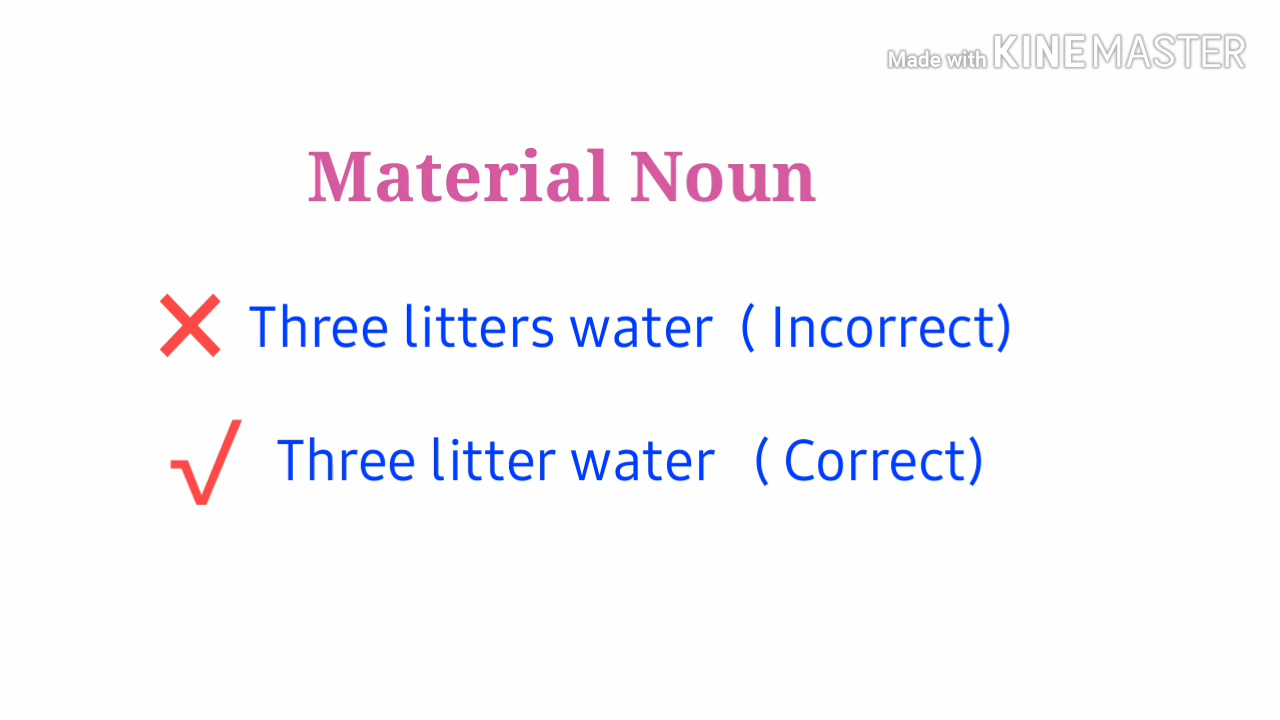 Made with KINEMASTER
Material Noun
✕ Three litters water ( Incorrect)
√ Three litter water ( Correct)